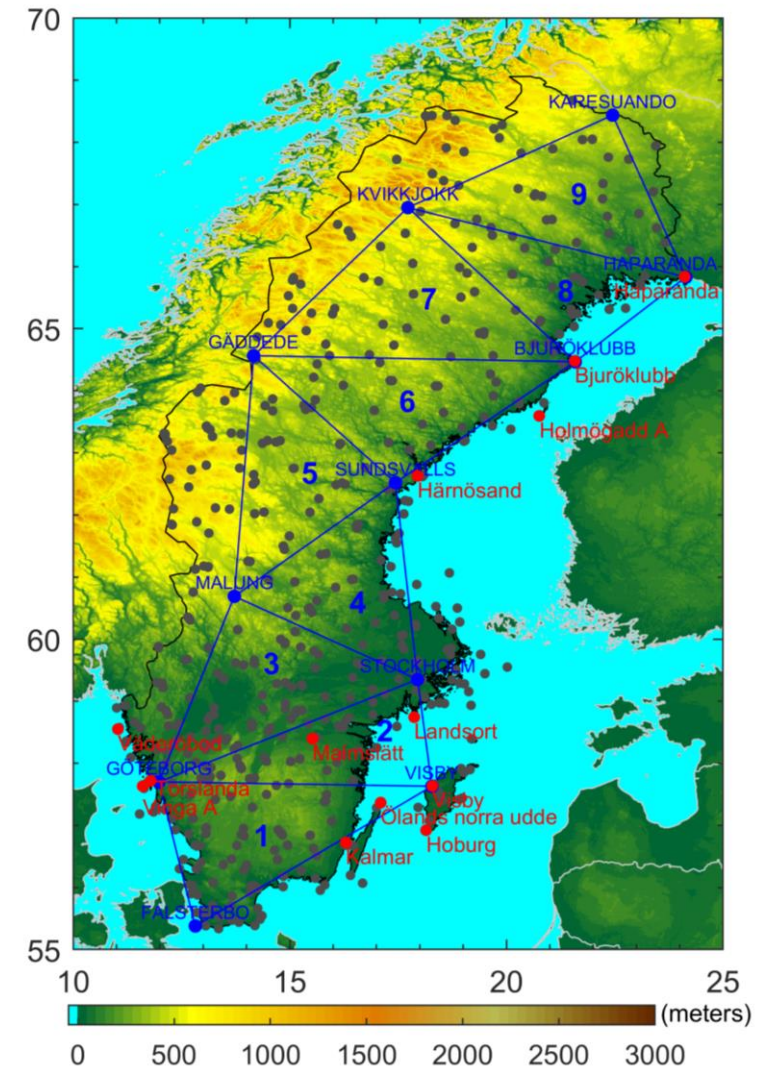 70
KARESUANDO
KVIKKJOKK
9
HAPARANDA
Haparanda
8
7
65
GÄDDEDE
BJURÖKLUBB
Bjuröklubb
6
Holmögadd A
5
SUNDSVALLS
Härnösand
MALUNG
4
60
3
STOCKHOLM
2
Landsort
Malmslätt
GÖTEBORG
VISBY
Torslanda
Vinga A
Visby
Ölands norra udde
1
Hoburg
Kalmar
FALSTERBO
55
10 15 20 25
(meters)
0 500 1000 1500 2000 2500 3000